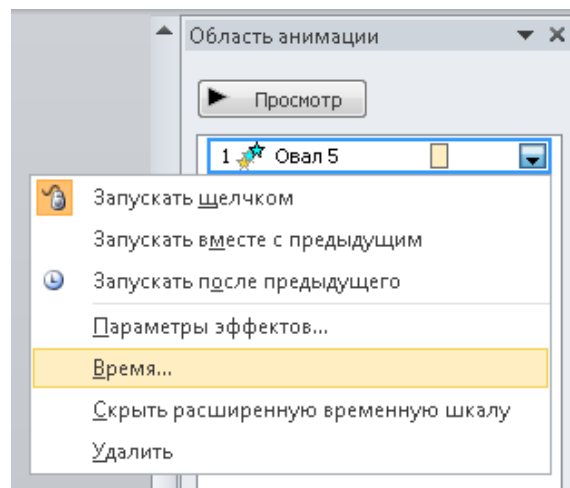 Область анимации
Просмотр
1 Овал 5
Запускать щелчком
Запускать вместе с предыдущим
Запускать после предыдущего
Параметры эффектов...
Время...
Скрыть расширенную временную шкалу
Удалить